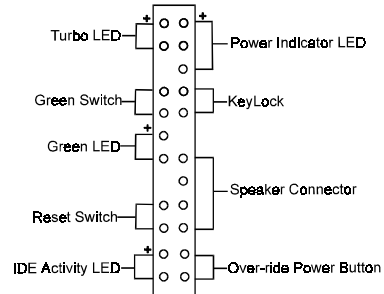 + +
Turbo LED
Power Indicator LED
Green Switch
KeyLock
+
Green LED
Speaker Connector
Reset Switch
+
IDE Activity LED
Over-ride Power Button